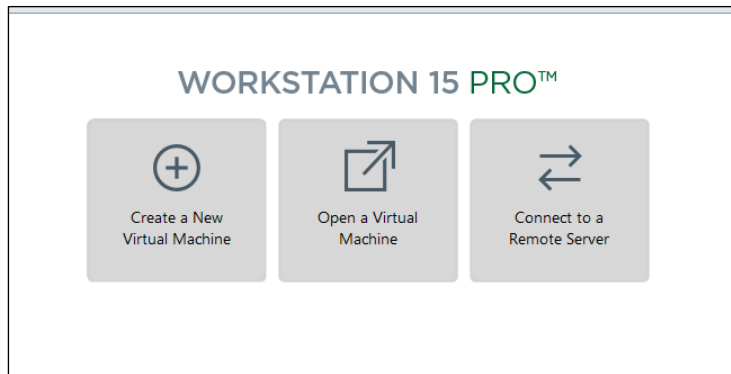 WORKSTATION 15 PRO™
Create a New
Virtual Machine
Open a Virtual
Machine
Connect to a
Remote Server